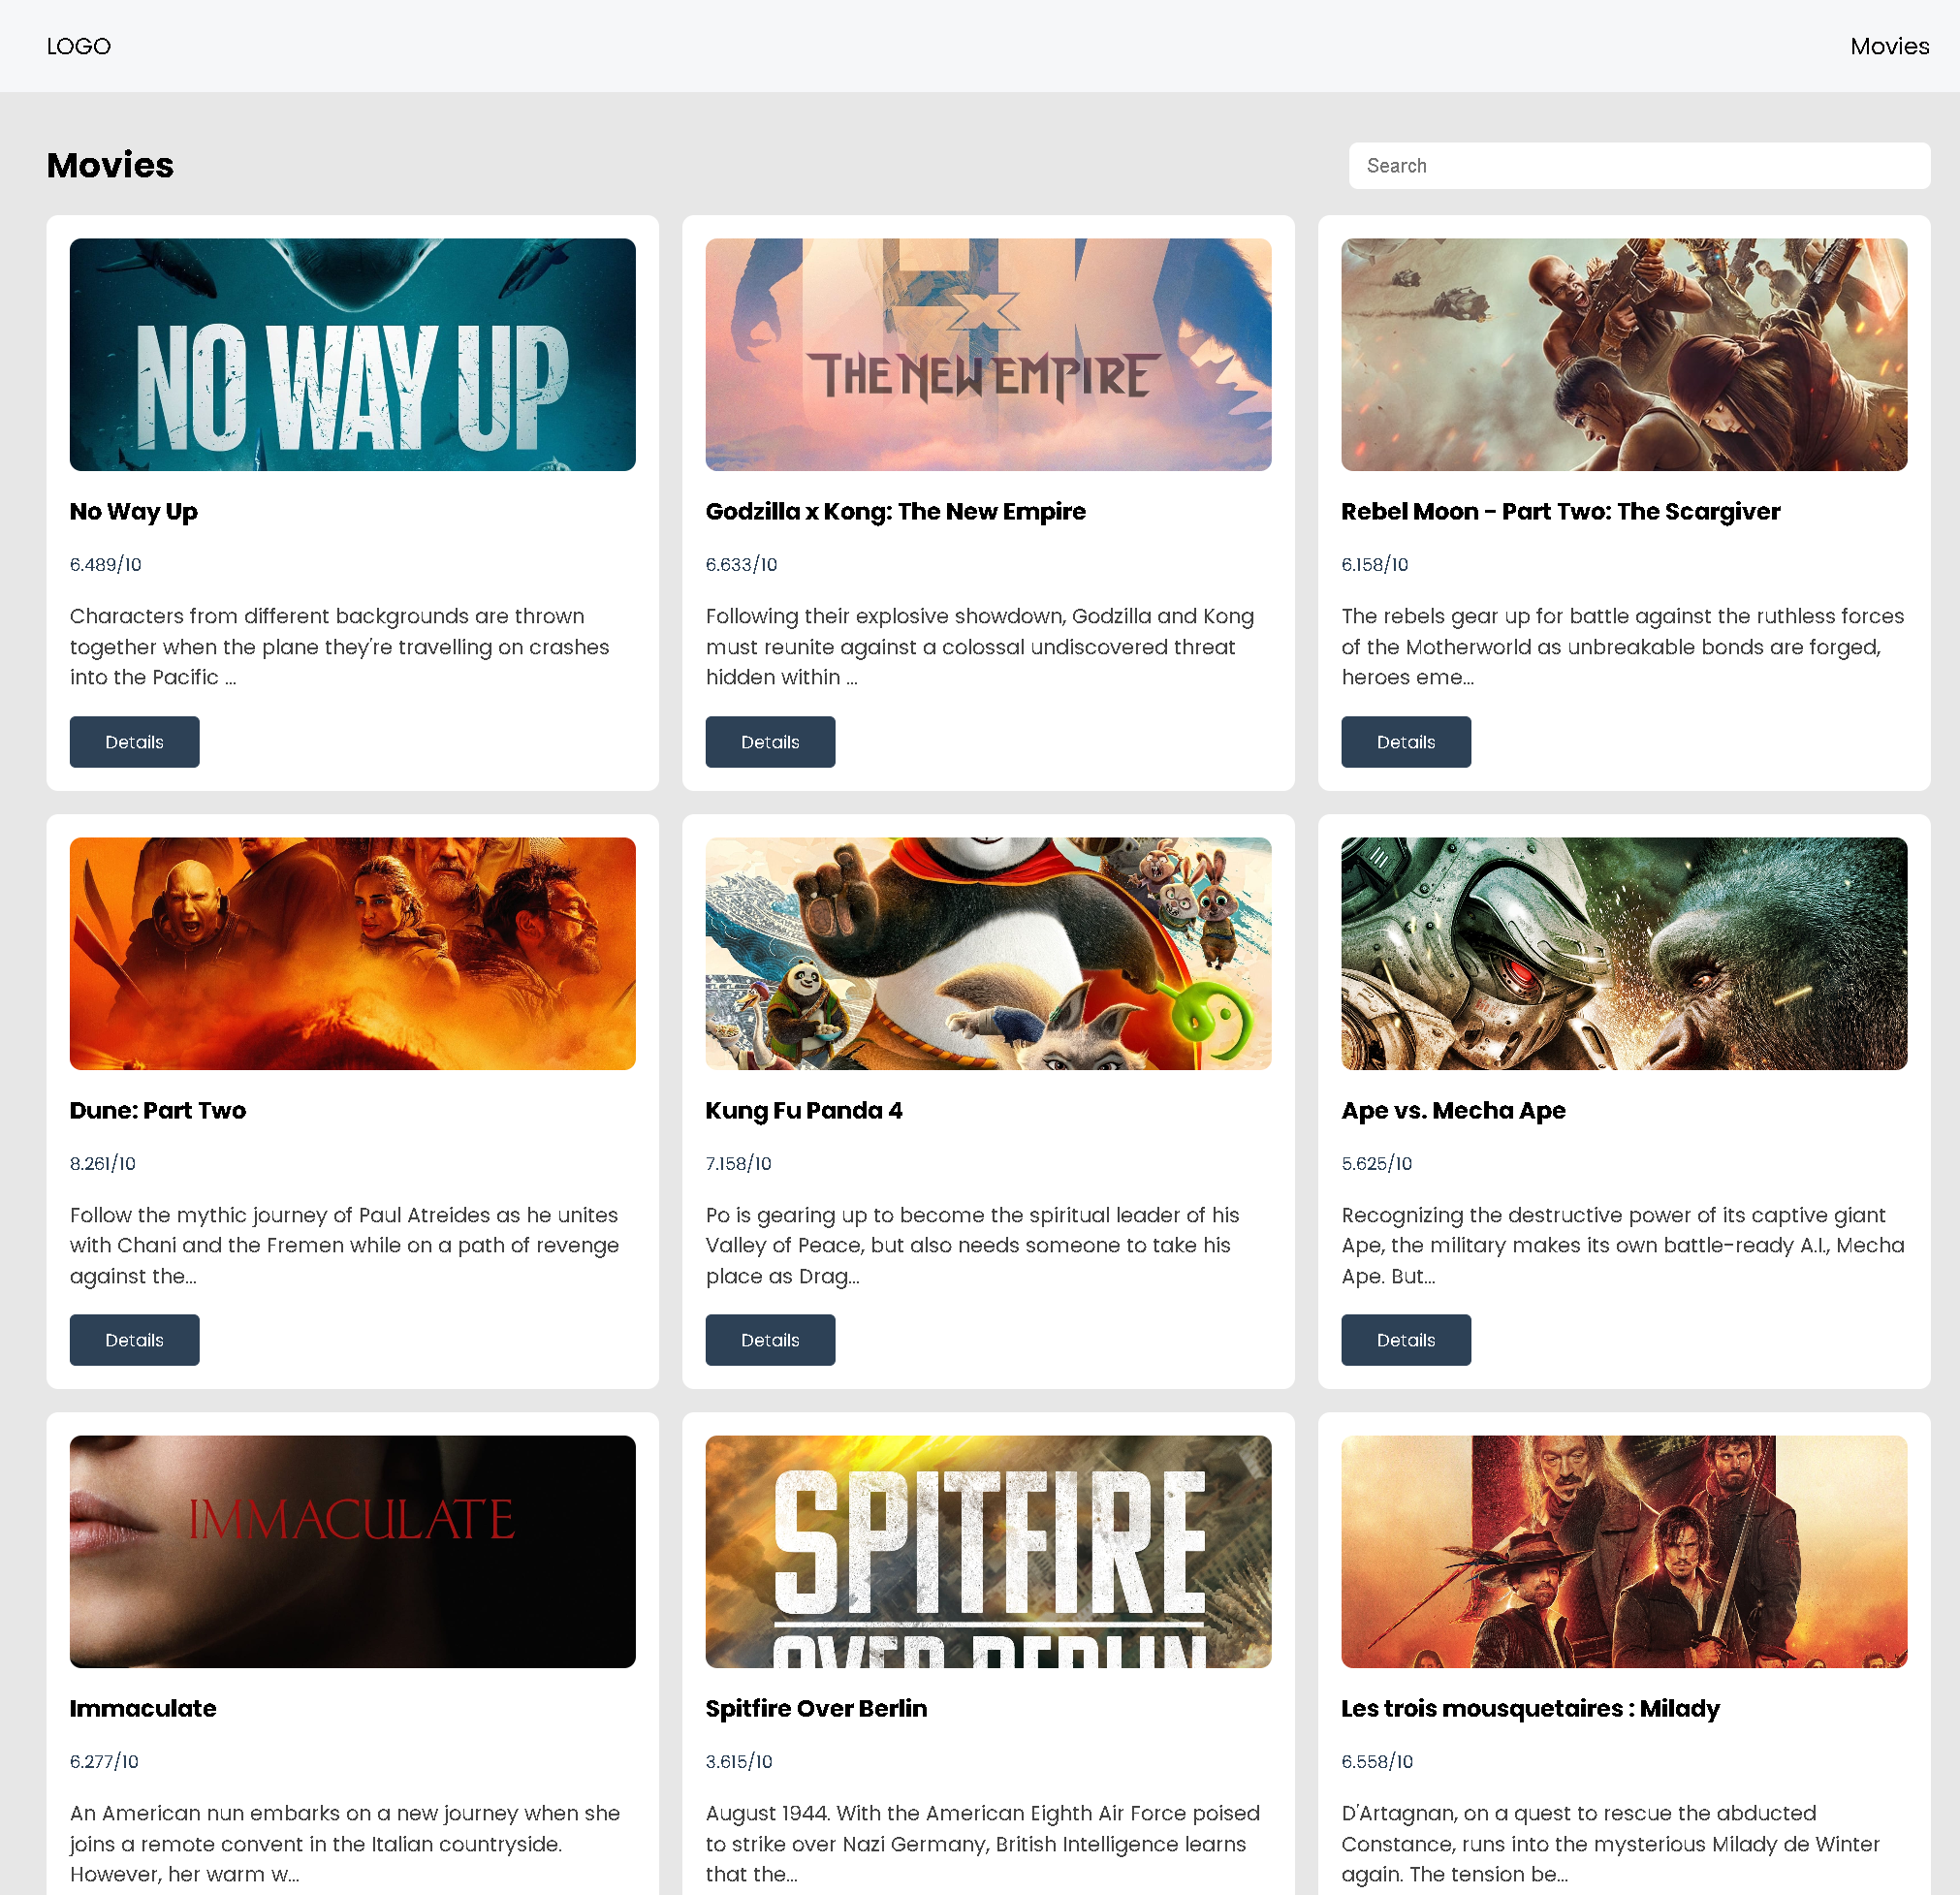 LOGO
Movies
Movies
Search
NO WAY UP
No Way Up
6.489/10
Characters from different backgrounds are thrown
together when the plane they're travelling on crashes
into the Pacific ...
Details
X
THE NEW EMPIRE
Godzilla x Kong: The New Empire
6.633/10
Following their explosive showdown, Godzilla and Kong
must reunite against a colossal undiscovered threat
hidden within ...
Details
Rebel Moon - Part Two: The Scargiver
6.158/10
The rebels gear up for battle against the ruthless forces
of the Motherworld as unbreakable bonds are forged,
heroes eme...
Details
Dune: Part Two
8.261/10
Follow the mythic journey of Paul Atreides as he unites
with Chani and the Fremen while on a path of revenge
against the...
Details
Kung Fu Panda 4
7.158/10
Po is gearing up to become the spiritual leader of his
Valley of Peace, but also needs someone to take his
place as Drag...
Details
Ape vs. Mecha Ape
5.625/10
Recognizing the destructive power of its captive giant
Ape, the military makes its own battle-ready A.I., Mecha
Ape. But...
Details
IMMACULATE
Immaculate
6.277/10
An American nun embarks on a new journey when she
joins a remote convent in the Italian countryside.
However, her warm w...
SPITFIRE
OVER BERLIN
Spitfire Over Berlin
3.615/10
August 1944. With the American Eighth Air Force poised
to strike over Nazi Germany, British Intelligence learns
that the...
Les trois mousquetaires : Milady
6.558/10
D'Artagnan, on a quest to rescue the abducted
Constance, runs into the mysterious Milady de Winter
again. The tension be...